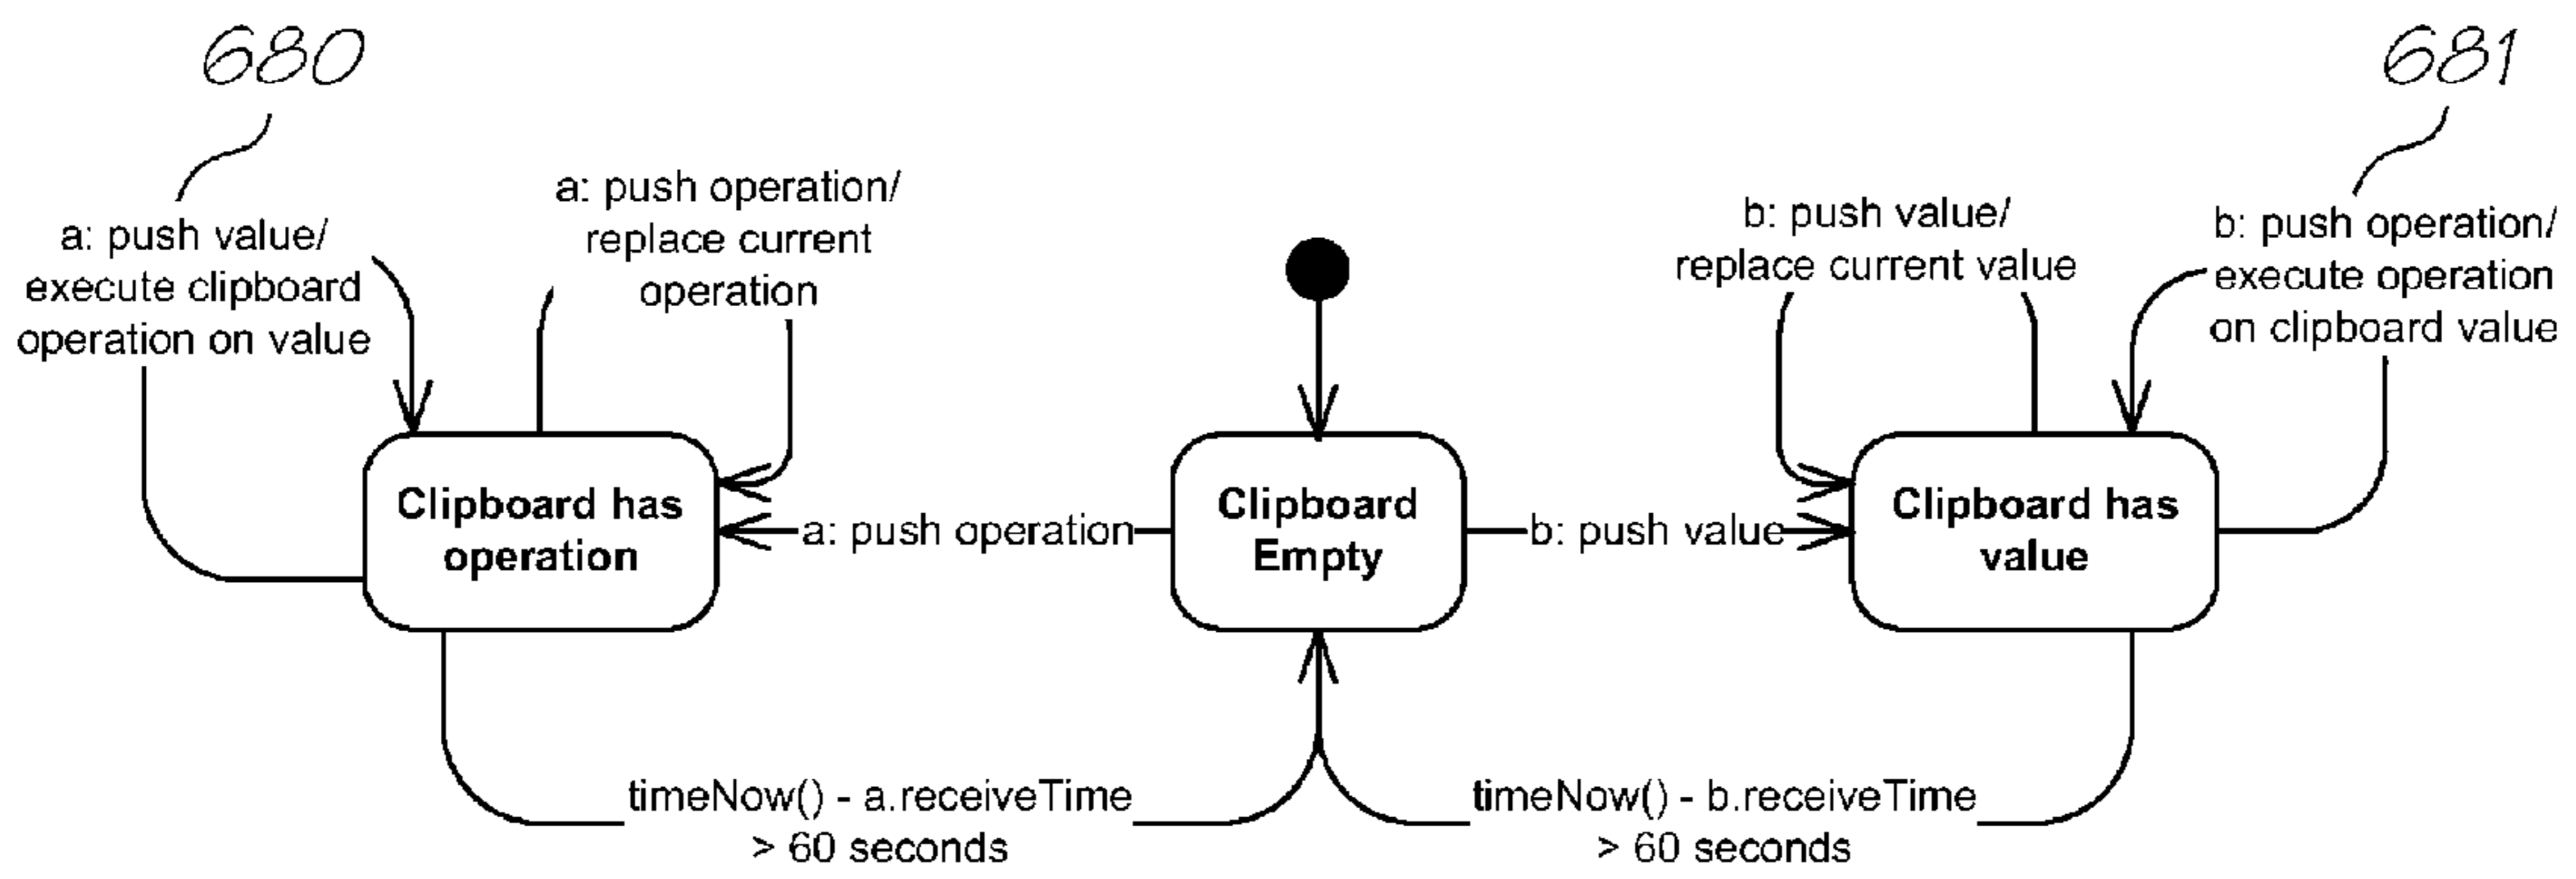 680
681
a: push value/
execute clipboard
operation on value
a: push operation/
replace current
operation
b: push value/
replace current value
b: push operation/
execute operation
on clipboard value
Clipboard has
operation
a: push operation
Clipboard
Empty
b: push value
Clipboard has
value
timeNow() - a.receiveTime
> 60 seconds
timeNow() - b.receiveTime
> 60 seconds